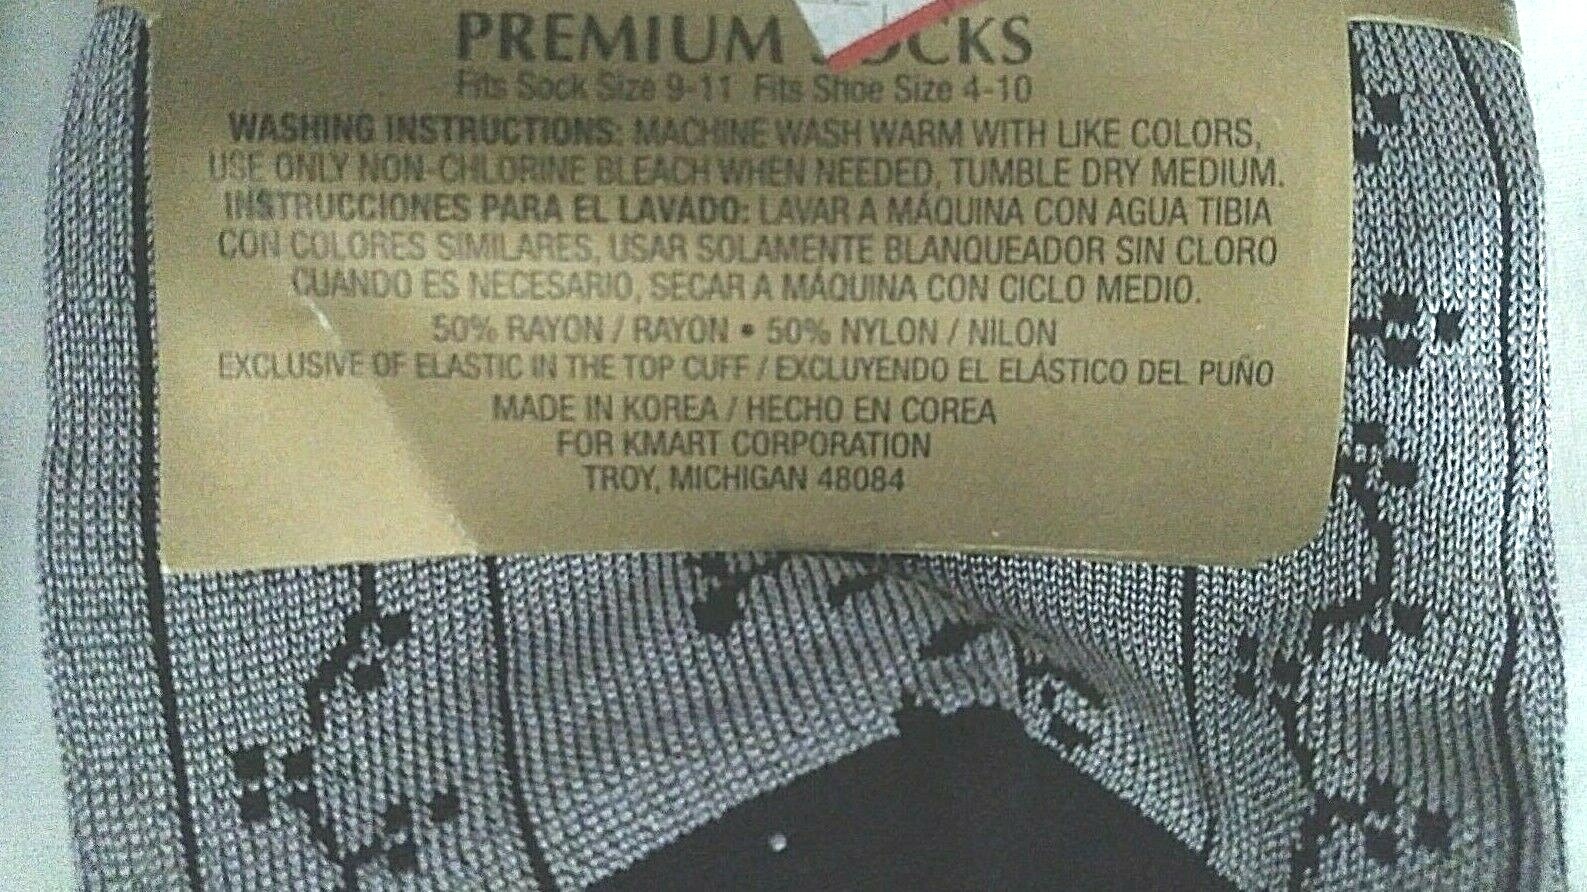 PREMIUM SOCKS
Fits Sock Size 9-11 Fits Shoe Size 4-10
WASHING INSTRUCTIONS: MACHINE WASH WARM WITH LIKE COLORS,
USE ONLY NON-CHLORINE BLEACH WHEN NEEDED, TUMBLE DRY MEDIUM.
INSTRUCCIONES PARA EL LAVADO: LAVAR A MÁQUINA CON AGUA TIBIA
CON COLORES SIMILARES, USAR SOLAMENTE BLANQUEADOR SIN CLORO
CUANDO ES NECESARIO, SECAR A MÁQUINA CON CICLO MEDIO.
50% RAYON / RAYON • 50% NYLON / NILON
EXCLUSIVE OF ELASTIC IN THE TOP CUFF / EXCLUYENDO EL ELÁSTICO DEL PUÑO
MADE IN KOREA / HECHO EN COREA
FOR KMART CORPORATION
TROY, MICHIGAN 48084